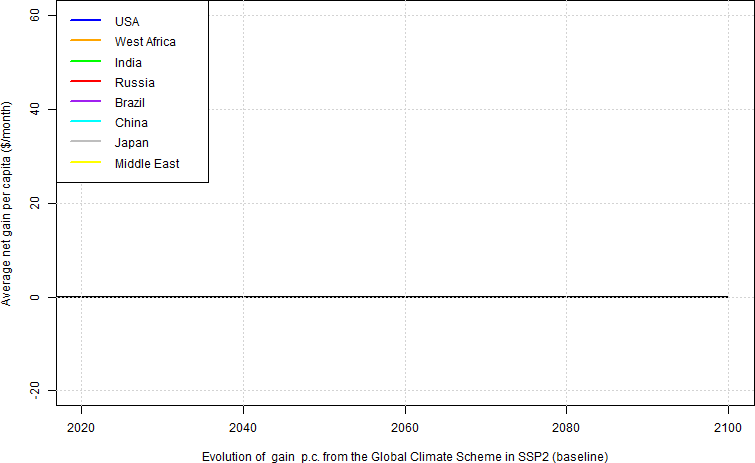 60
40
20
0
-20
Average net gain per capita ($/month)
USA
West Africa
India
Russia
Brazil
China
Japan
Middle East
2020 2040 2060 2080 2100
Evolution of  gain  p.c. from the Global Climate Scheme in SSP2 (baseline)